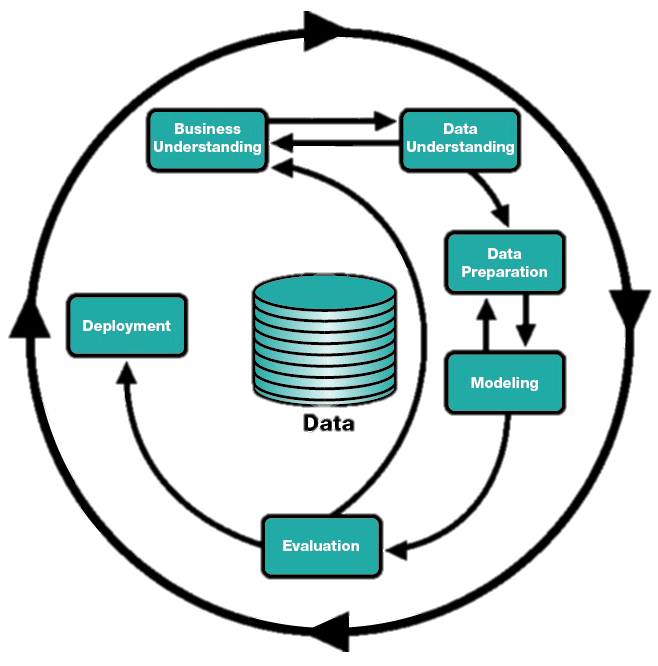 Business
Understanding
Data
Understanding
Data
Preparation
Deployment
Modeling
Data
Evaluation